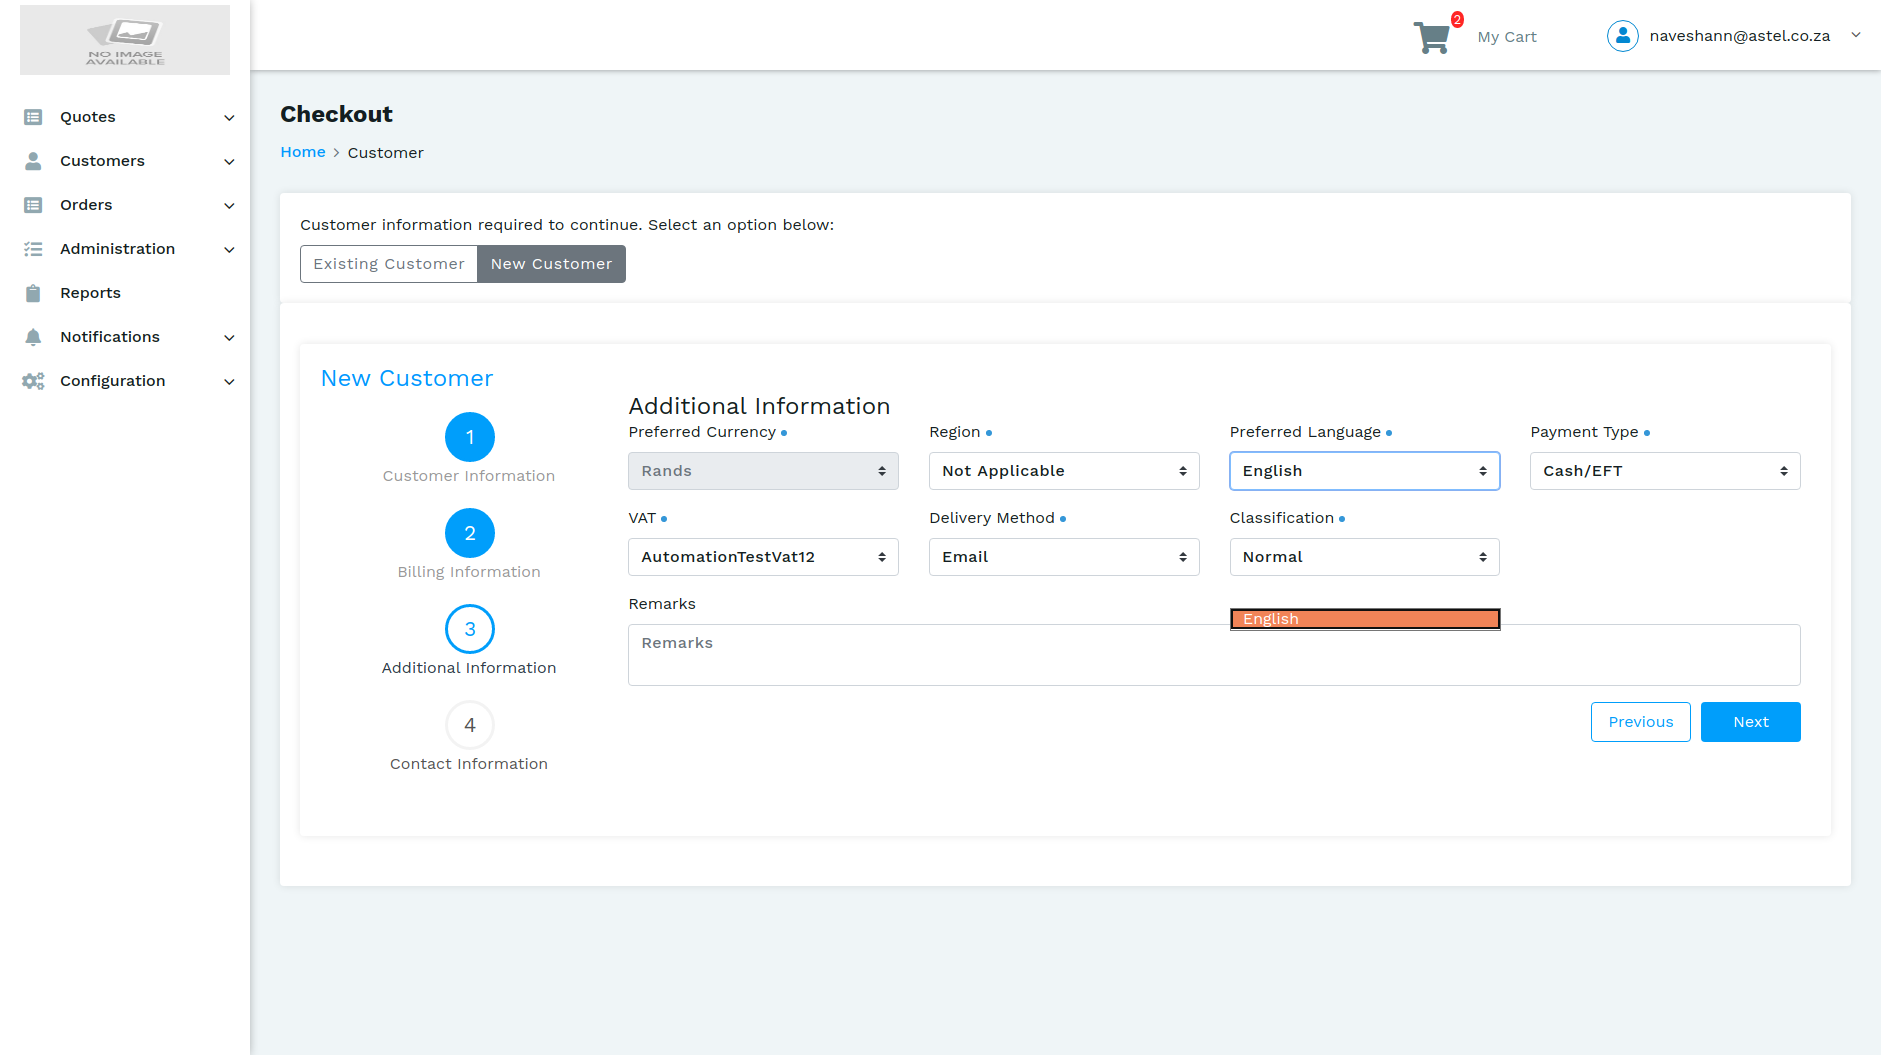 NO IMAGE
AVAILABLE
2
My Cart
naveshann@astel.co.za
Quotes
Customers
Orders
Administration
Reports
Notifications
Configuration
Checkout
Home > Customer
Customer information required to continue. Select an option below:
Existing Customer New Customer
New Customer
1
Customer Information
2
Billing Information
3
Additional Information
4
Contact Information
Additional Information
Preferred Currency Region Preferred Language Payment Type
Rands Not Applicable English Cash/EFT
VAT Delivery Method Classification
AutomationTestVat12 Email Normal
Remarks
English
Remarks
Previous Next